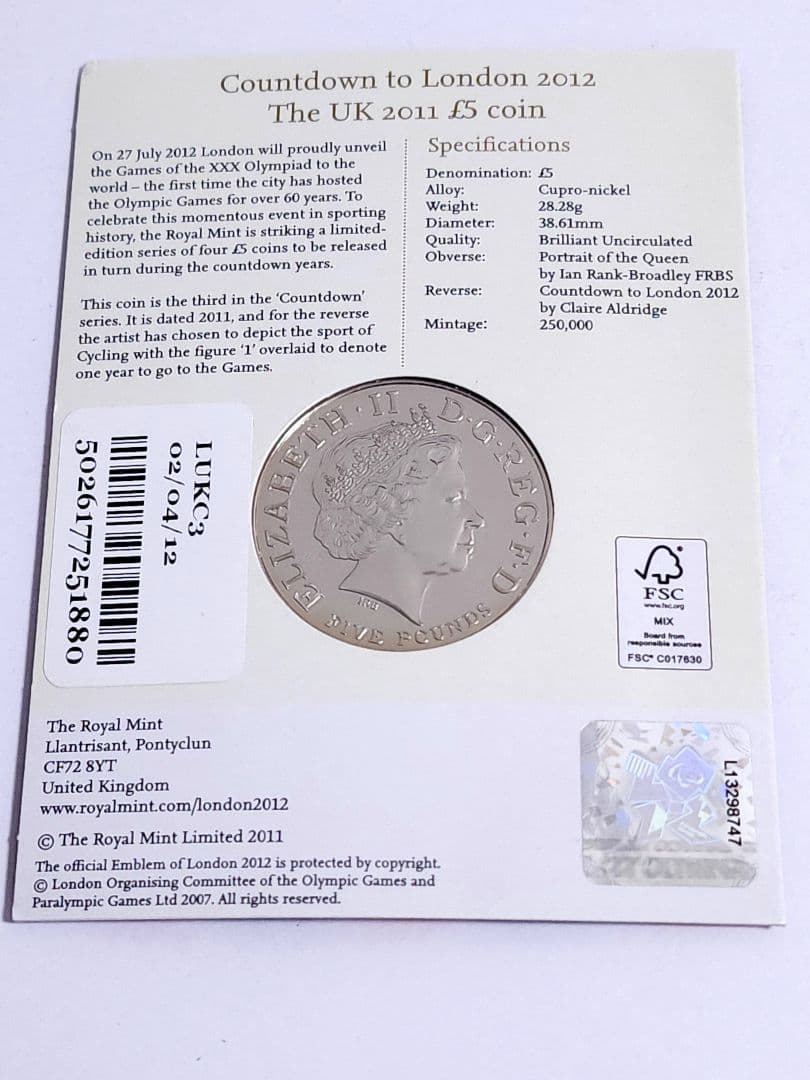 Countdown to London 2012
The UK 2011 £5 coin
On 27 July 2012 London will proudly unveil
the Games of the XXX Olympiad to the
world – the first time the city has hosted
the Olympic Games for over 60 years. To
celebrate this momentous event in sporting
history, the Royal Mint is striking a limited-
edition series of four £5 coins to be released
in turn during the countdown years.
This coin is the third in the 'Countdown'
series. It is dated 2011, and for the reverse
the artist has chosen to depict the sport of
Cycling with the figure '1' overlaid to denote
one year to go to the Games.
Specifications
Denomination: £5
Alloy: Cupro-nickel
Weight: 28.28g
Diameter: 38.61mm
Quality: Brilliant Uncirculated
Obverse: Portrait of the Queen
by Ian Rank-Broadley FRBS
Reverse: Countdown to London 2012
by Claire Aldridge
Mintage: 250,000
LUKC3
02/04/12
5026177251880
ELIZABETH·II D·G·REG·F·D
IRB
FIVE POUNDS
FSC
www.fsc.org
MIX
Board from
responsible sources
FSC® C017630
The Royal Mint
Llantrisant, Pontyclun
CF72 8YT
United Kingdom
www.royalmint.com/london2012
© The Royal Mint Limited 2011
The official Emblem of London 2012 is protected by copyright.
© London Organising Committee of the Olympic Games and
Paralympic Games Ltd 2007. All rights reserved.
L13298747